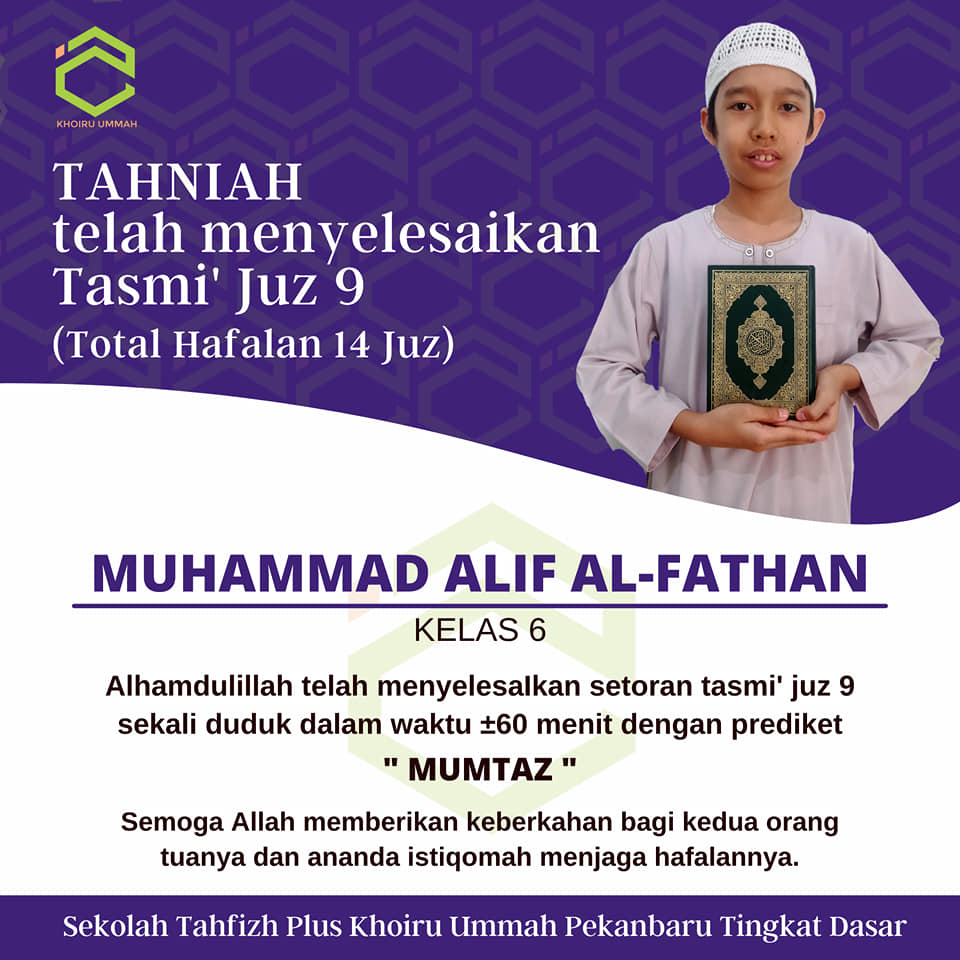 KHOIRU UMMAH
TAHNIAH
telah menyelesaikan
Tasmi' Juz 9
(Total Hafalan 14 Juz)
MUHAMMAD ALIF AL-FATHAN
KELAS 6
Alhamdulillah telah menyelesaIkan setoran tasmi' juz 9
sekali duduk dalam waktu ±60 menit dengan prediket
" MUMTAZ "
Semoga Allah memberikan keberkahan bagi kedua orang
tuanya dan ananda istiqomah menjaga hafalannya.
Sekolah Tahfizh Plus Khoiru Ummah Pekanbaru Tingkat Dasar